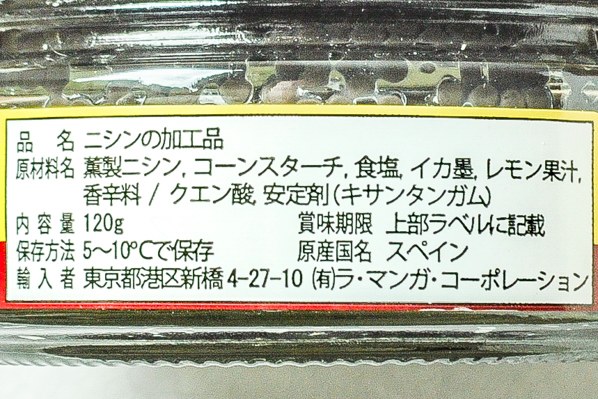 品 名 ニシンの加工品
原材料名 薫製ニシン, コーンスターチ, 食塩, イカ墨, レモン果汁,
香辛料 / クエン酸, 安定剤(キサンタンガム)
内 容 量 120g 賞味期限 上部ラベルに記載
保存方法 5〜10℃で保存 原産国名 スペイン
輸 入 者 東京都港区新橋4-27-10 (有)ラ・マンガ・コーポレーション